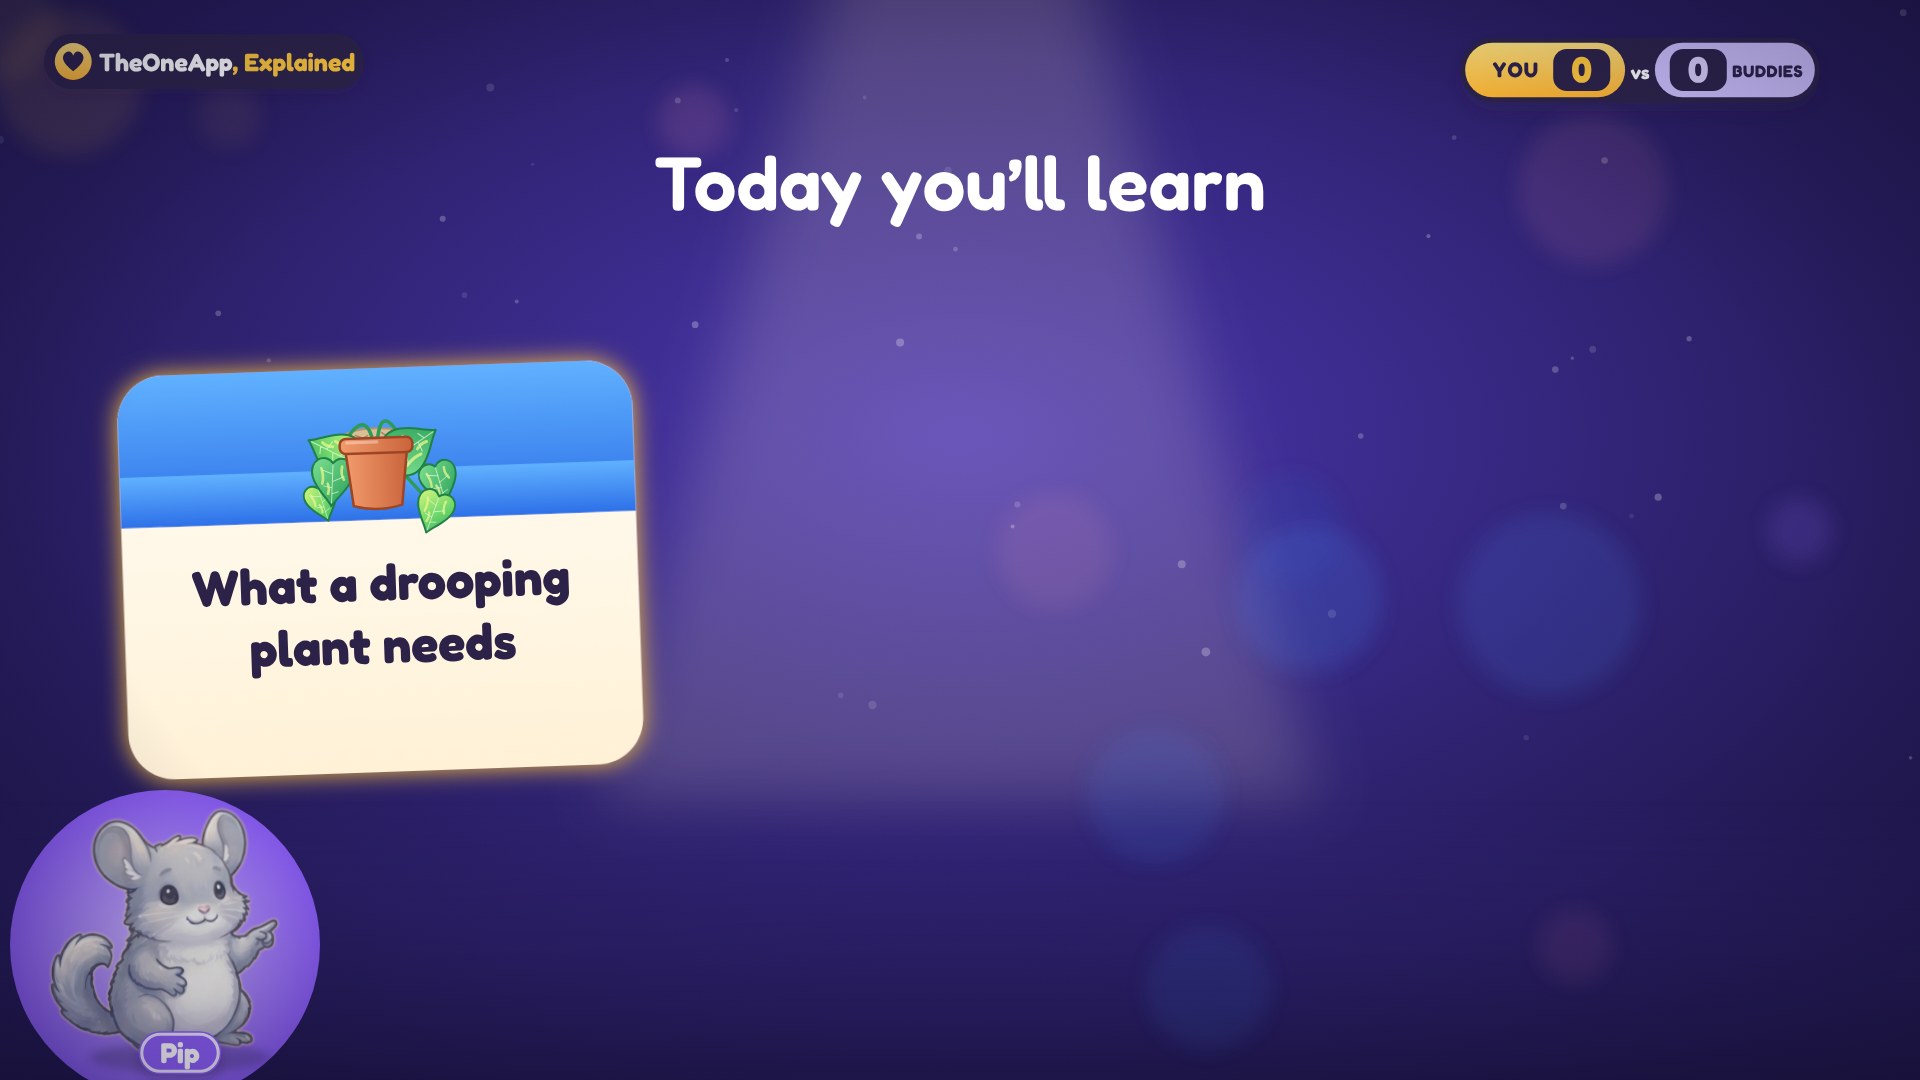 TheOneApp, Explained
YOU 0 vs 0 BUDDIES
Today you’ll learn
What a drooping
plant needs
Pip